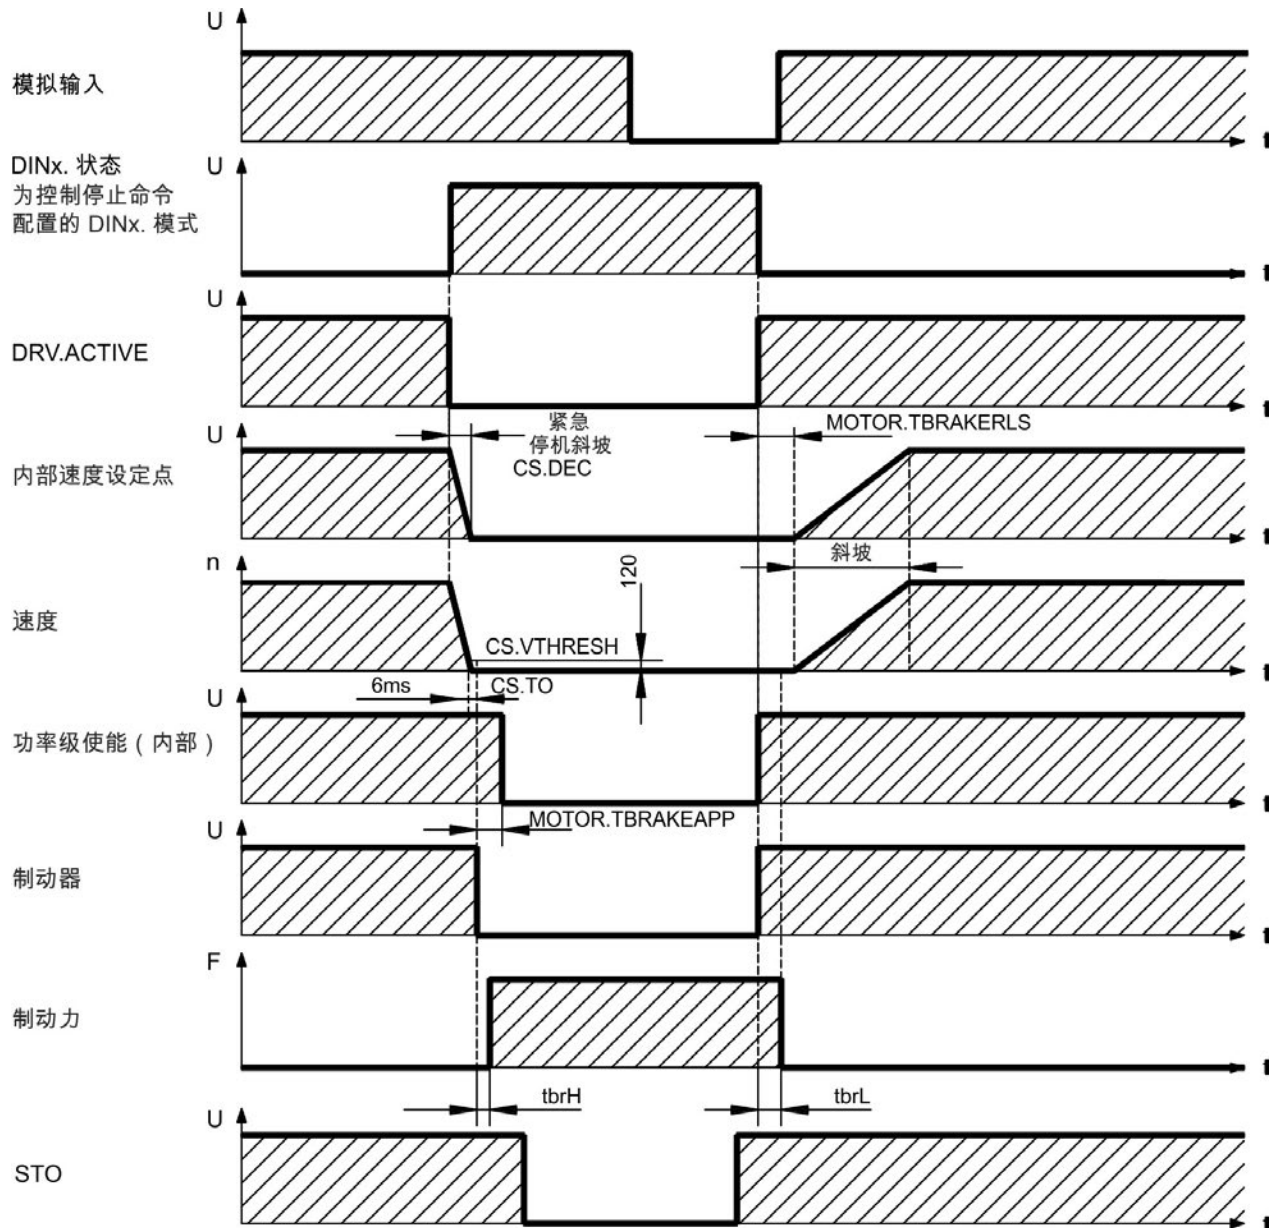 U
模拟输入
t
DINx. 状态
为控制停止命令
配置的 DINx. 模式
U
t
U
DRV.ACTIVE
t
U
紧急
停机斜坡
CS.DEC
MOTOR.TBRAKERLS
内部速度设定点
t
n
120
斜坡
速度
CS.VTHRESH
t
6ms
CS.TO
U
功率级使能（内部）
t
U
MOTOR.TBRAKEAPP
制动器
t
F
制动力
t
tbrH
tbrL
U
STO
t